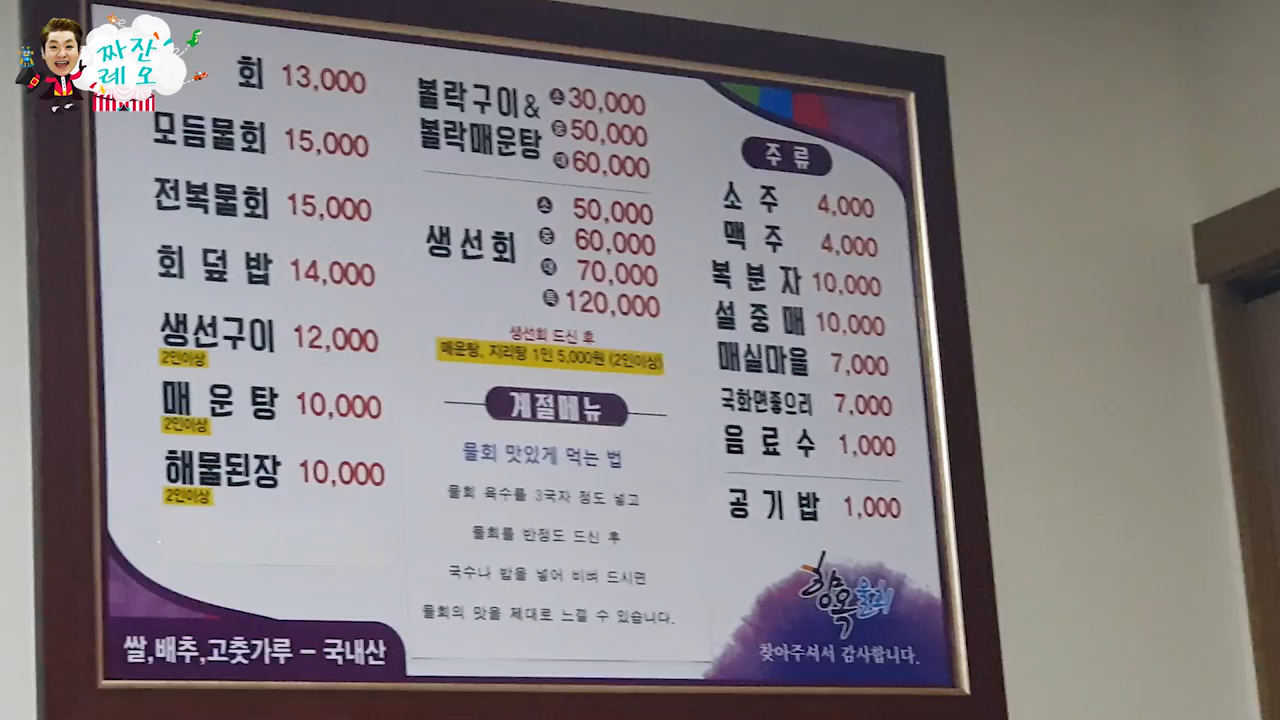 짜잔
레오
회 13,000
모듬물회 15,000
전복물회 15,000
회 덮 밥 14,000
생선구이 12,000
2인이상
매 운 탕 10,000
2인이상
해물된장 10,000
2인이상
쌀,배추,고춧가루 – 국내산
볼락구이&
볼락매운탕
소 30,000
중 50,000
대 60,000
생선회
소 50,000
중 60,000
대 70,000
특 120,000
생선회 드신 후
매운탕, 지리탕 1인 5,000원 (2인이상)
계절메뉴
물회 맛있게 먹는 법
물회 육수를 3국자 정도 넣고
물회를 반정도 드신 후
국수나 밥을 넣어 비벼 드시면
물회의 맛을 제대로 느낄 수 있습니다.
주 류
소 주 4,000
맥 주 4,000
복 분 자 10,000
설 중 매 10,000
매실마을 7,000
국화면좋으리 7,000
음 료 수 1,000
공 기 밥 1,000
찾아주셔서 감사합니다.